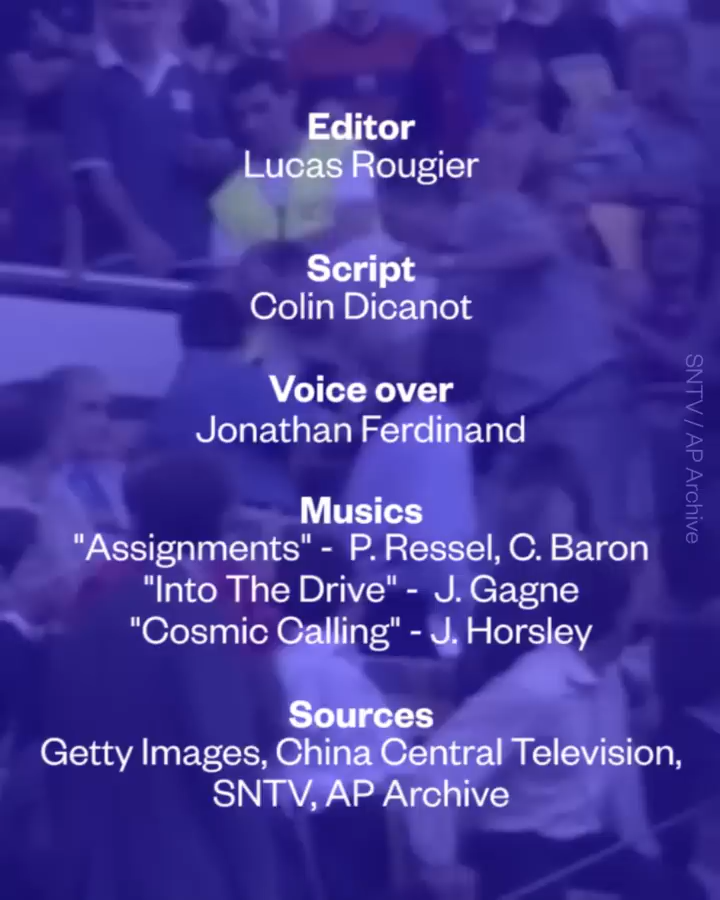 Editor
Lucas Rougier
Script
Colin Dicanot
Voice over
Jonathan Ferdinand
Musics
"Assignments" - P. Ressel, C. Baron
"Into The Drive" - J. Gagne
"Cosmic Calling" - J. Horsley
Sources
Getty Images, China Central Television,
SNTV, AP Archive
SNTV / AP Archive